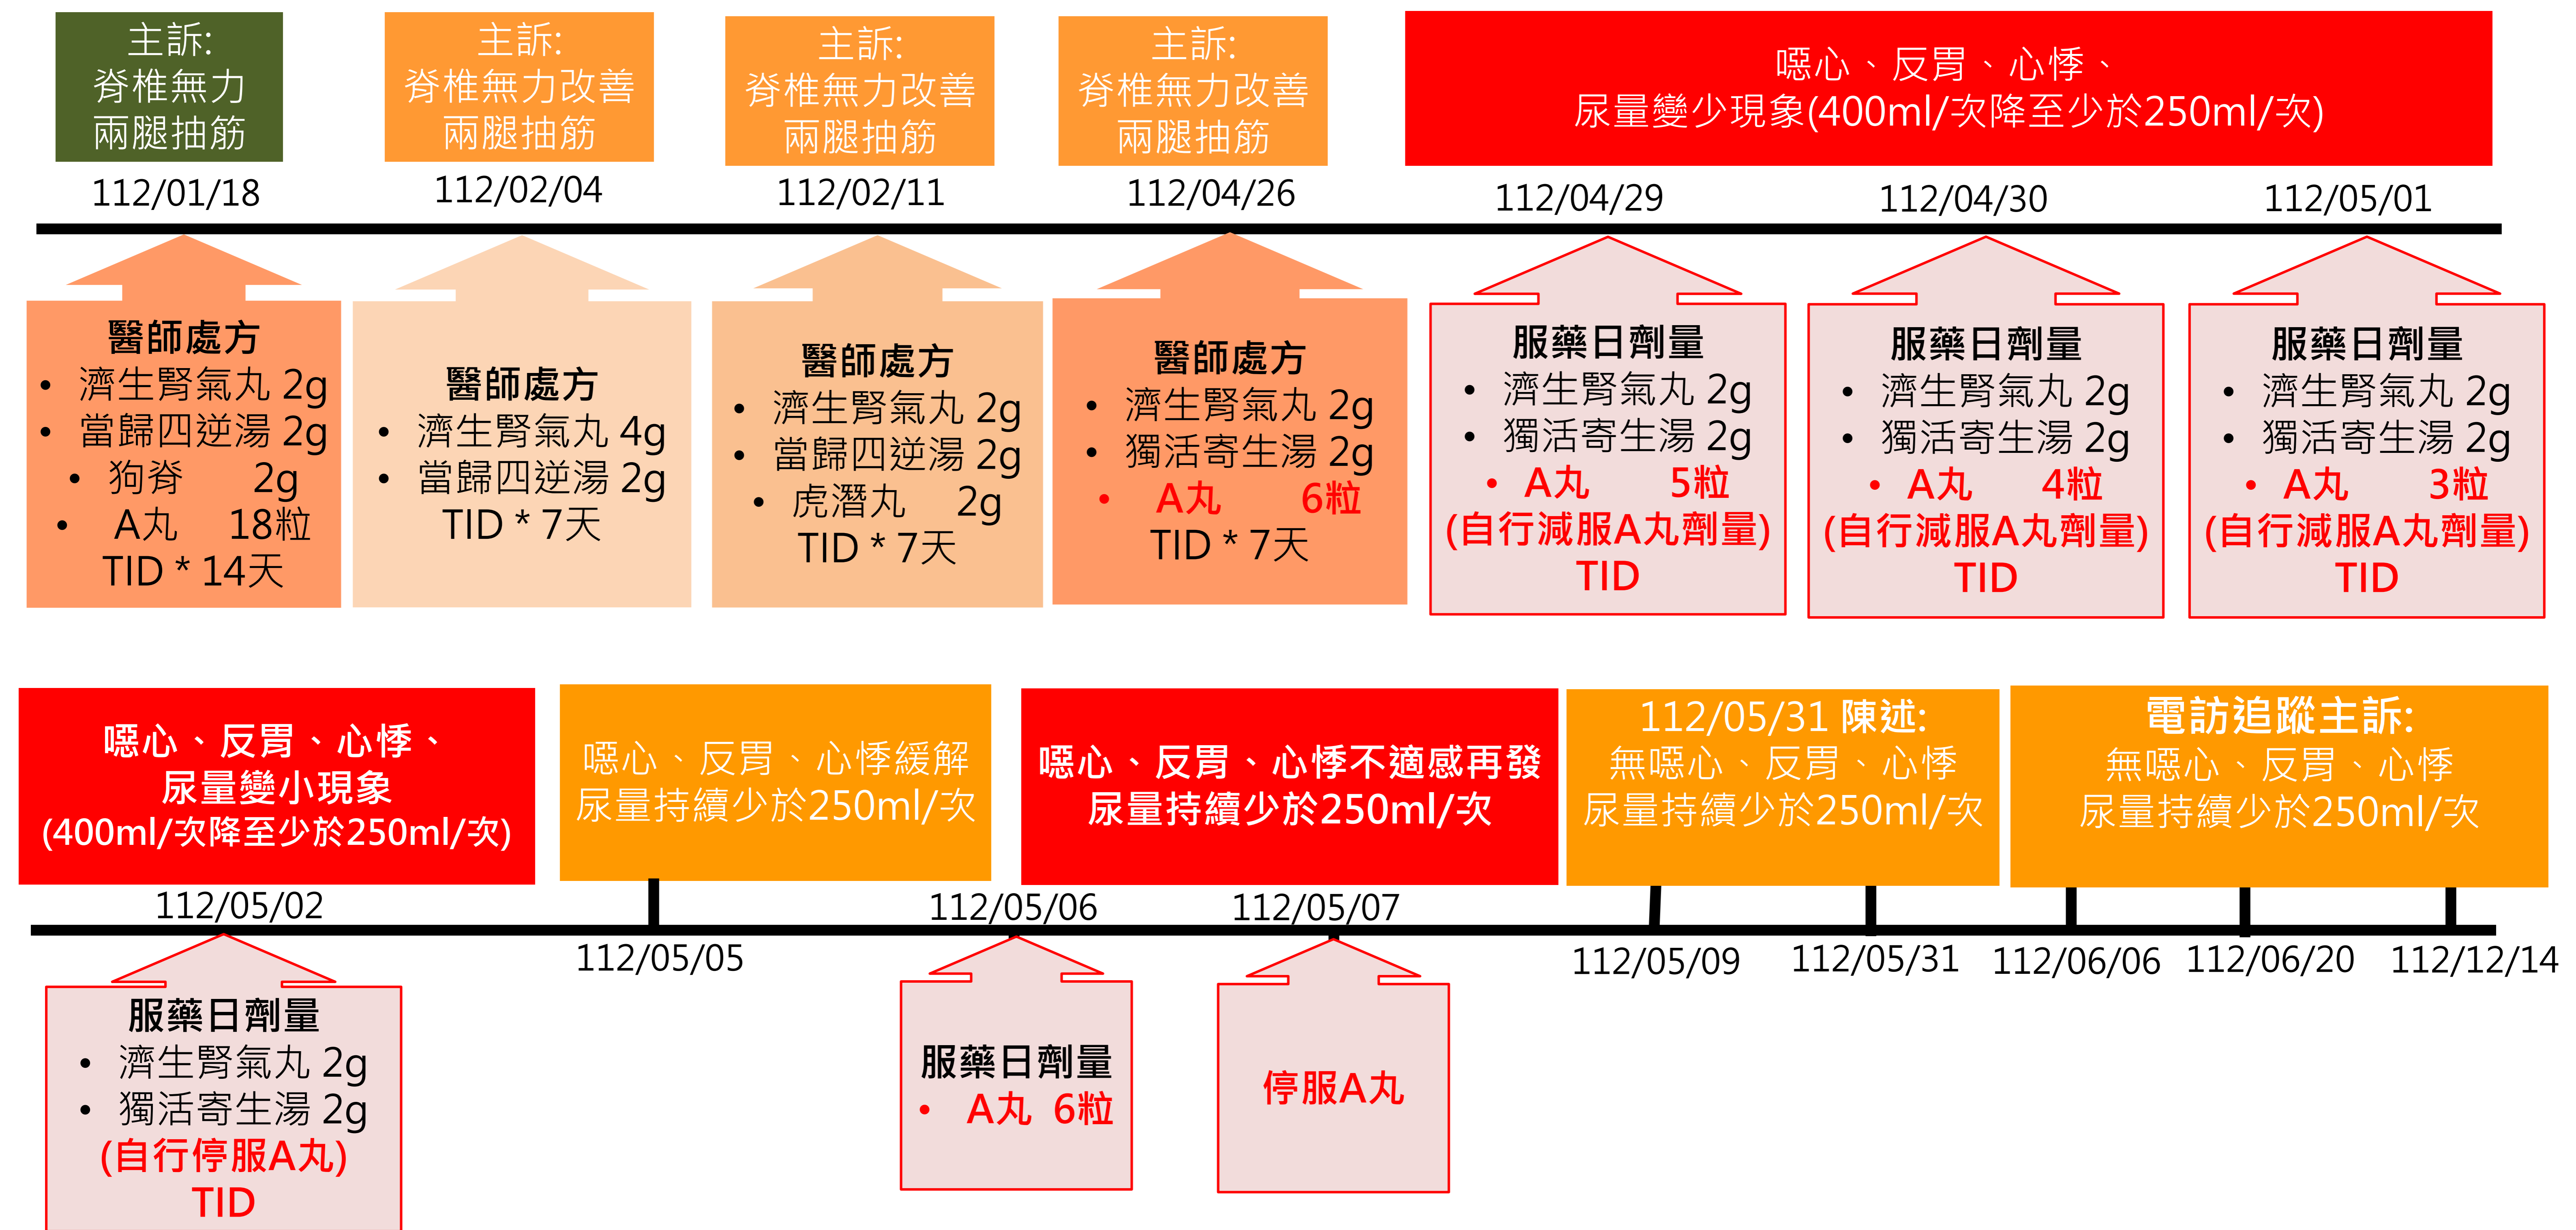 主訴:
脊椎無力
兩腿抽筋
112/01/18
醫師處方
• 濟生腎氣丸 2g
• 當歸四逆湯 2g
• 狗脊 2g
• A丸 18粒
TID * 14天
主訴:
脊椎無力改善
兩腿抽筋
112/02/04
醫師處方
• 濟生腎氣丸 4g
• 當歸四逆湯 2g
TID * 7天
主訴:
脊椎無力改善
兩腿抽筋
112/02/11
醫師處方
• 濟生腎氣丸 2g
• 當歸四逆湯 2g
• 虎潛丸 2g
TID * 7天
主訴:
脊椎無力改善
兩腿抽筋
112/04/26
醫師處方
• 濟生腎氣丸 2g
• 獨活寄生湯 2g
• A丸 6粒
TID * 7天
噁心、反胃、心悸、
尿量變少現象(400ml/次降至少於250ml/次)
112/04/29
服藥日劑量
• 濟生腎氣丸 2g
• 獨活寄生湯 2g
• A丸 5粒
(自行減服A丸劑量)
TID
112/04/30
服藥日劑量
• 濟生腎氣丸 2g
• 獨活寄生湯 2g
• A丸 4粒
(自行減服A丸劑量)
TID
112/05/01
服藥日劑量
• 濟生腎氣丸 2g
• 獨活寄生湯 2g
• A丸 3粒
(自行減服A丸劑量)
TID
噁心、反胃、心悸、
尿量變小現象
(400ml/次降至少於250ml/次)
112/05/02
服藥日劑量
• 濟生腎氣丸 2g
• 獨活寄生湯 2g
(自行停服A丸)
TID
噁心、反胃、心悸緩解
尿量持續少於250ml/次
112/05/05
噁心、反胃、心悸不適感再發
尿量持續少於250ml/次
112/05/06
服藥日劑量
• A丸 6粒
112/05/07
停服A丸
112/05/31 陳述:
無噁心、反胃、心悸
尿量持續少於250ml/次
112/05/09
112/05/31
電訪追蹤主訴:
無噁心、反胃、心悸
尿量持續少於250ml/次
112/06/06
112/06/20
112/12/14